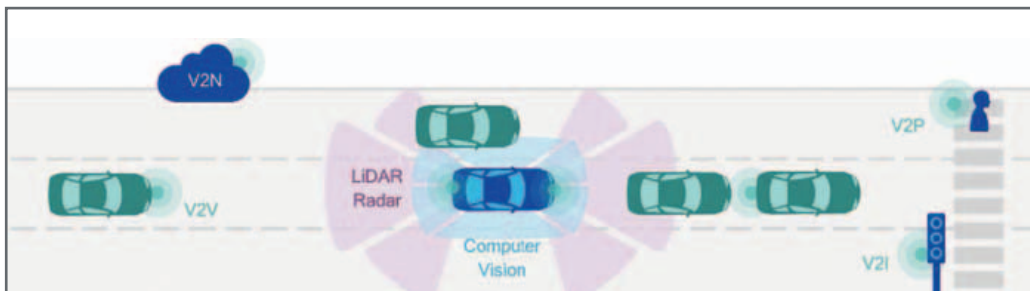 V2N
V2P
LiDAR
Radar
V2V
Computer
Vision
V2I